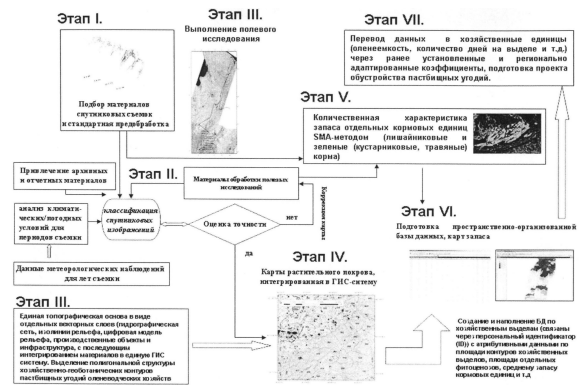 Этап I.
Подбор материалов
спутниковых съемок
и стандартная предобработка
Этап III.
Выполнение полевого
исследования
Этап VII.
Перевод данных в хозяйственные единицы
(оленеемкость, количество дней на выделе и т.д.)
через ранее установленные и регионально
адаптированные коэффициенты, подготовка проекта
обустройства пастбищных угодий.
Этап V.
Количественная характеристика
запаса отдельных кормовых единиц
SMA-методом (лишайниковые и
зеленые (кустарниковые, травяные)
корма)
Привлечение архивных
и отчетных материалов
Этап II.
Материалы обработки полевых
исследований
анализ климати-
ческих/погодных
условий для
периодов съемки
классификация
спутниковых
изображений
Оценка точности
нет
да
Коррекция карты
Данные метеорологических наблюдений
для лет съемки
Этап VI.
Подготовка пространственно-организованной
базы данных, карт запаса
Этап IV.
Карты растительного покрова,
интегрированная в ГИС-ситему
Этап III.
Единая топографическая основа в виде
отдельных векторных слоев (гидрографическая
сеть, изолинии рельефа, цифровая модель
рельефа, производственные объекты и
инфраструктура, с последующим
интегрированием материалов в единую ГИС
систему. Выделение полигональной структуры
хозяйственно-геоботанических контуров
пастбищных угодий оленеводческих хозяйств
Создание и наполнение БД по
хозяйственным выделам (связаны
через персональный идентификатор
(ID)) с атрибутивными данными по
площади контуров хозяйственных
выделов, площади отдельных
фитоценозов, среднему запасу
кормовых единиц и т.д